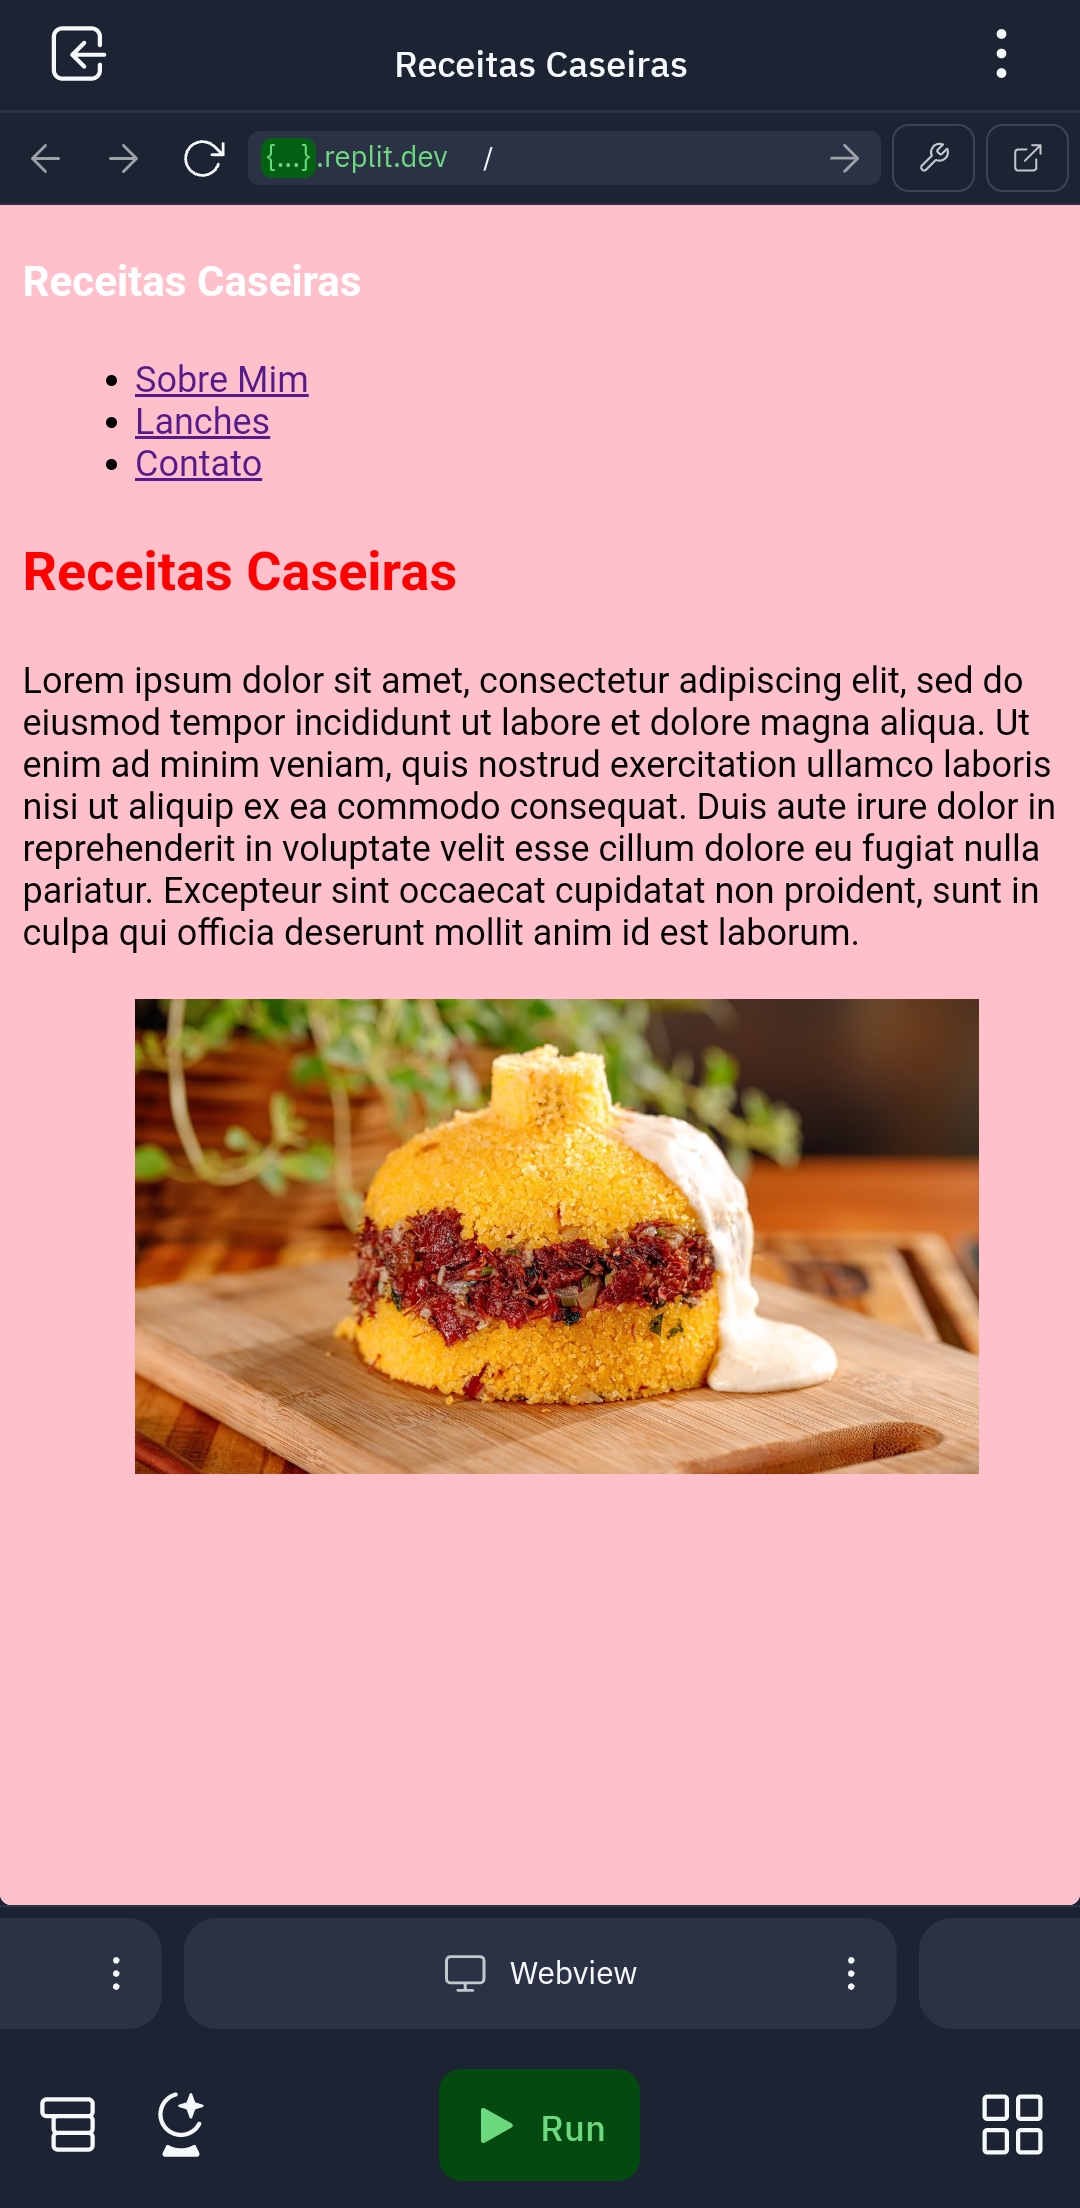 Receitas Caseiras
{...}.replit.dev /
Receitas Caseiras
Sobre Mim
Lanches
Contato
Receitas Caseiras
Lorem ipsum dolor sit amet, consectetur adipiscing elit, sed do
eiusmod tempor incididunt ut labore et dolore magna aliqua. Ut
enim ad minim veniam, quis nostrud exercitation ullamco laboris
nisi ut aliquip ex ea commodo consequat. Duis aute irure dolor in
reprehenderit in voluptate velit esse cillum dolore eu fugiat nulla
pariatur. Excepteur sint occaecat cupidatat non proident, sunt in
culpa qui officia deserunt mollit anim id est laborum.
Webview
Run